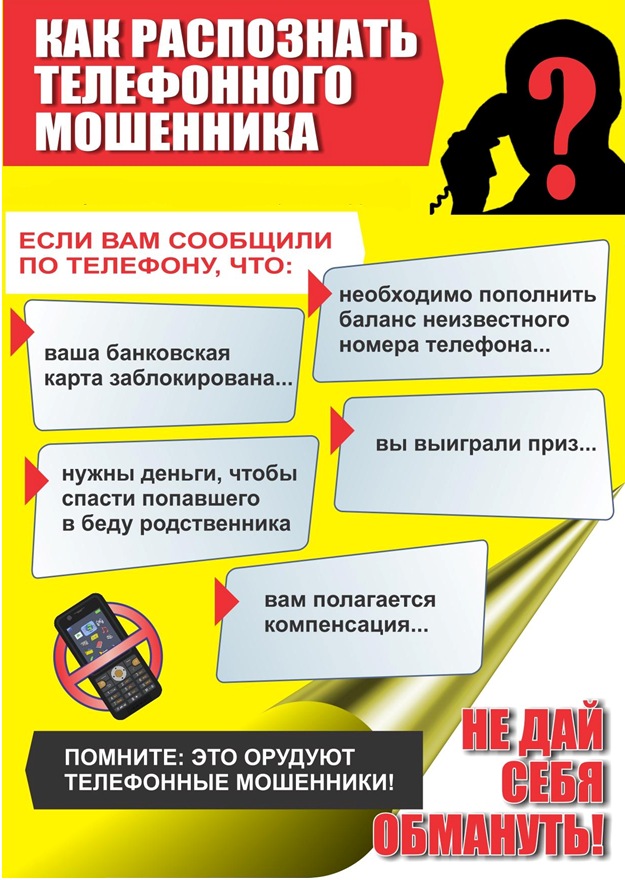 КАК РАСПОЗНАТЬ
ТЕЛЕФОННОГО
МОШЕННИКА
?
ЕСЛИ ВАМ СООБЩИЛИ
ПО ТЕЛЕФОНУ, ЧТО:
необходимо пополнить
баланс неизвестного
номера телефона...
ваша банковская
карта заблокирована...
вы выиграли приз...
нужны деньги, чтобы
спасти попавшего
в беду родственника
вам полагается
компенсация...
ПОМНИТЕ: ЭТО ОРУДУЮТ
ТЕЛЕФОННЫЕ МОШЕННИКИ!
НЕ ДАЙ
СЕБЯ
ОБМАНУТЬ!